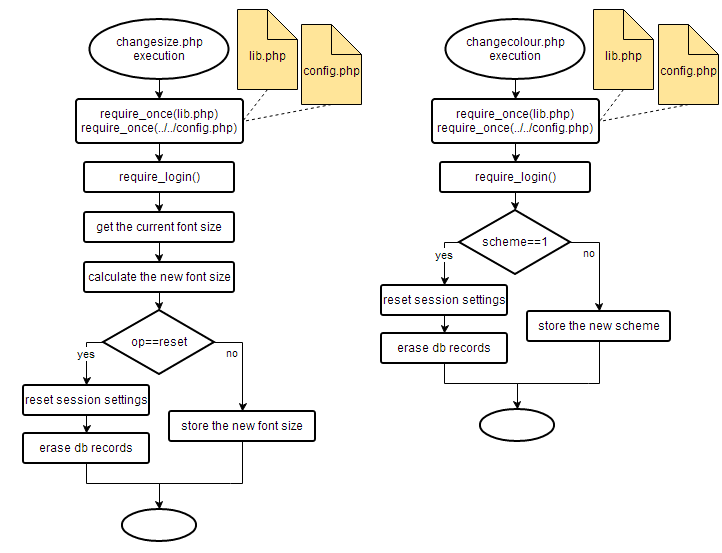 changesize.php
execution
lib.php
config.php
require_once(lib.php)
require_once(../../config.php)
require_login()
get the current font size
calculate the new font size
op==reset
yes
no
reset session settings
store the new font size
erase db records
changecolour.php
execution
lib.php
config.php
require_once(lib.php)
require_once(../../config.php)
require_login()
scheme==1
yes
no
reset session settings
store the new scheme
erase db records